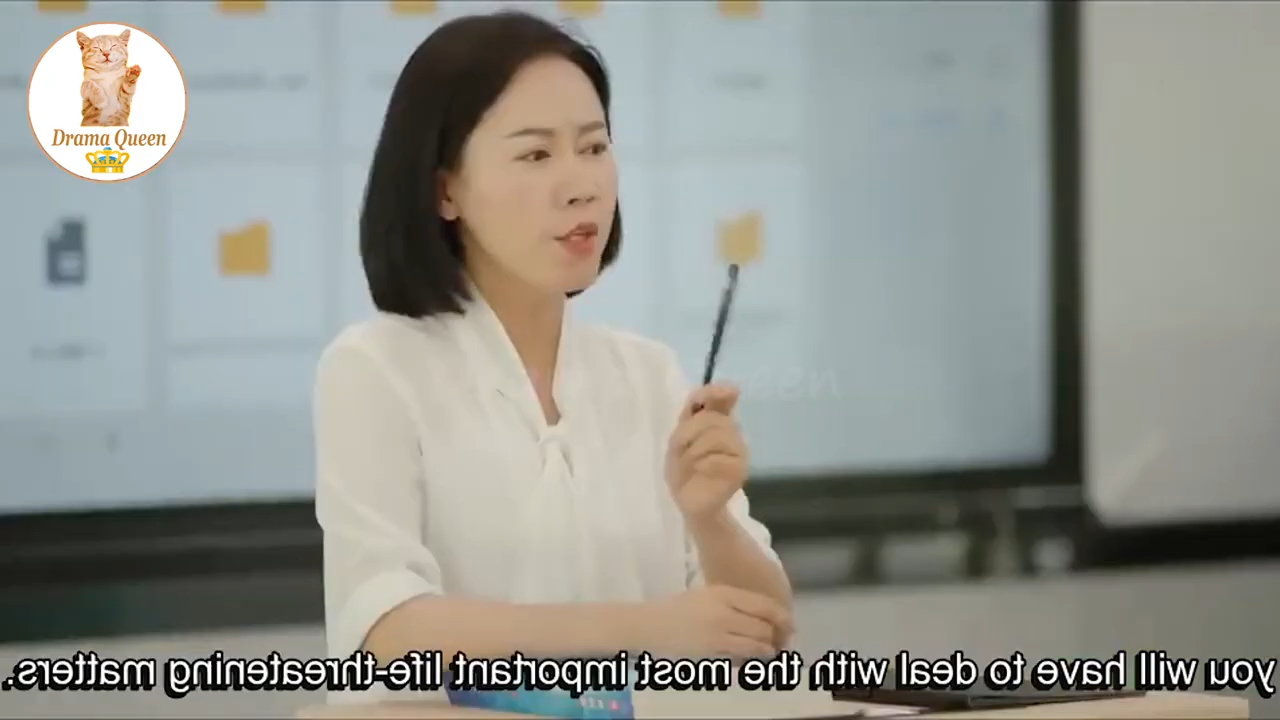 Drama Queen
you will have to deal with the most important life-threatening matters.